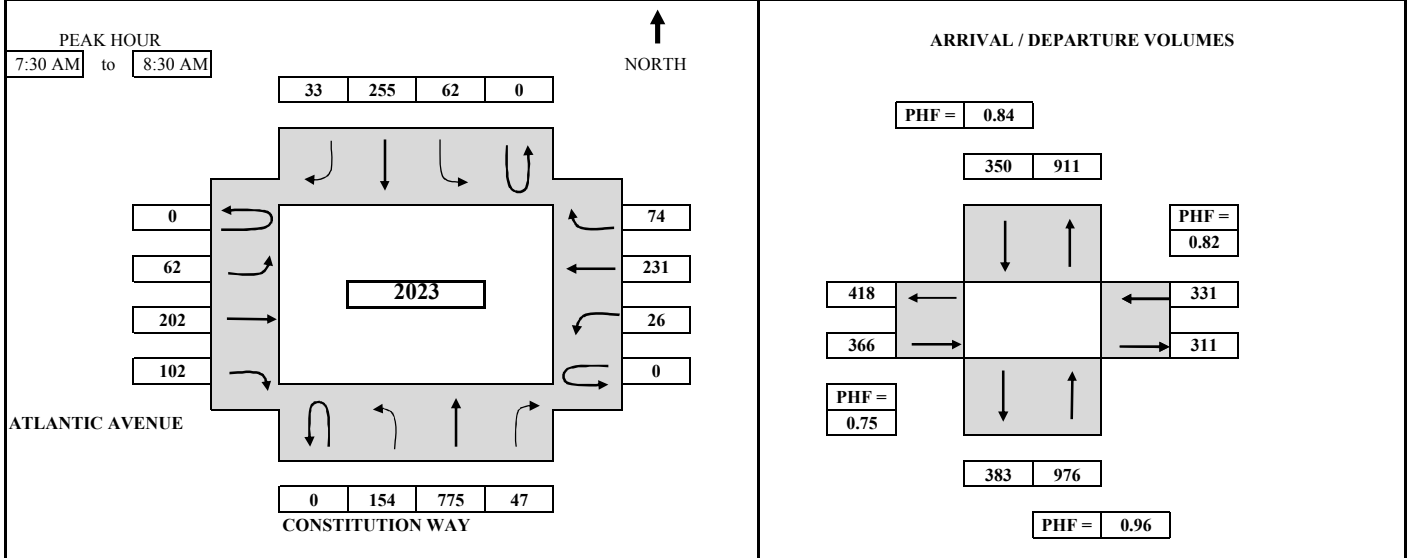 PEAK HOUR
7:30 AM to 8:30 AM
NORTH
33 255 62 0
0 74
62 231
2023
202 26
102 0
ATLANTIC AVENUE
0 154 775 47
CONSTITUTION WAY
ARRIVAL / DEPARTURE VOLUMES
PHF = 0.84
350 911
PHF =
0.82
418 331
366 311
PHF =
0.75
383 976
PHF = 0.96